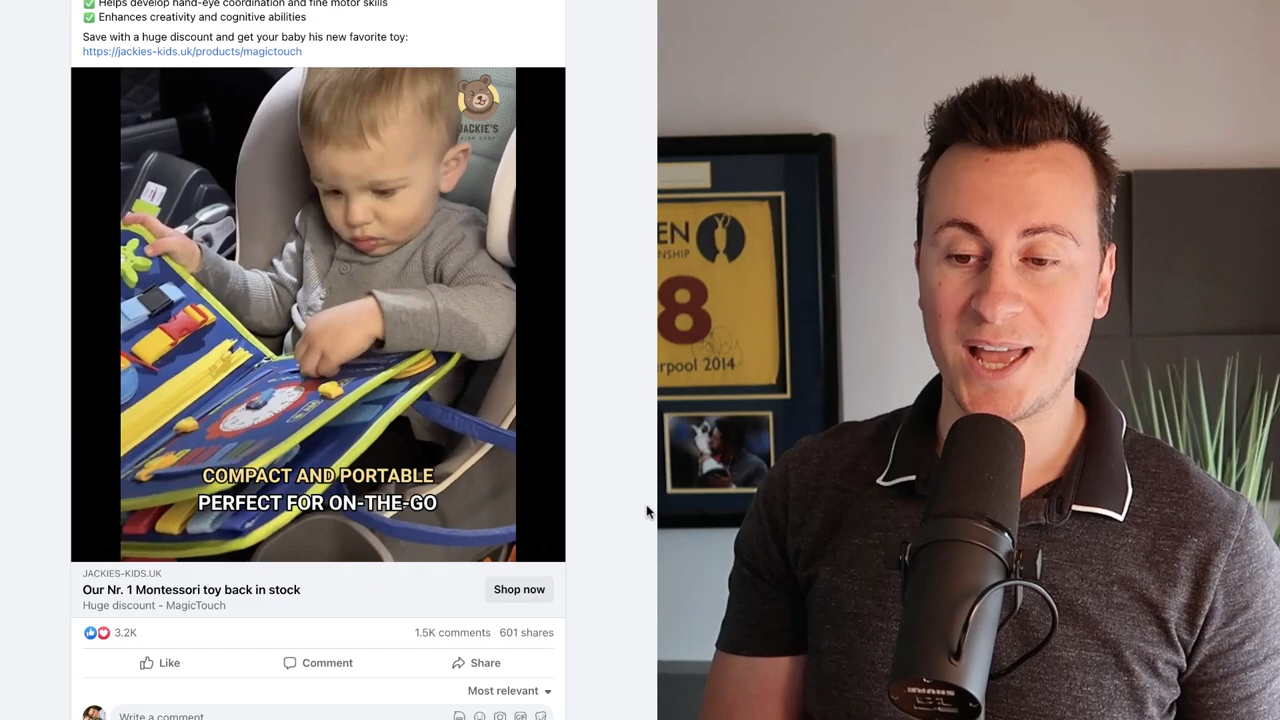 ✅ Helps develop hand-eye coordination and fine motor skills
✅ Enhances creativity and cognitive abilities
Save with a huge discount and get your baby his new favorite toy:
https://jackies-kids.uk/products/magictouch
JACKIE'S
COMPACT AND PORTABLE
PERFECT FOR ON-THE-GO
JACKIES-KIDS.UK
Our Nr. 1 Montessori toy back in stock
Huge discount - MagicTouch
Shop now
3.2K
1.5K comments 601 shares
Like
Comment
Share
Most relevant
Write a comment
EN
NSHIP
8
rpool 2014